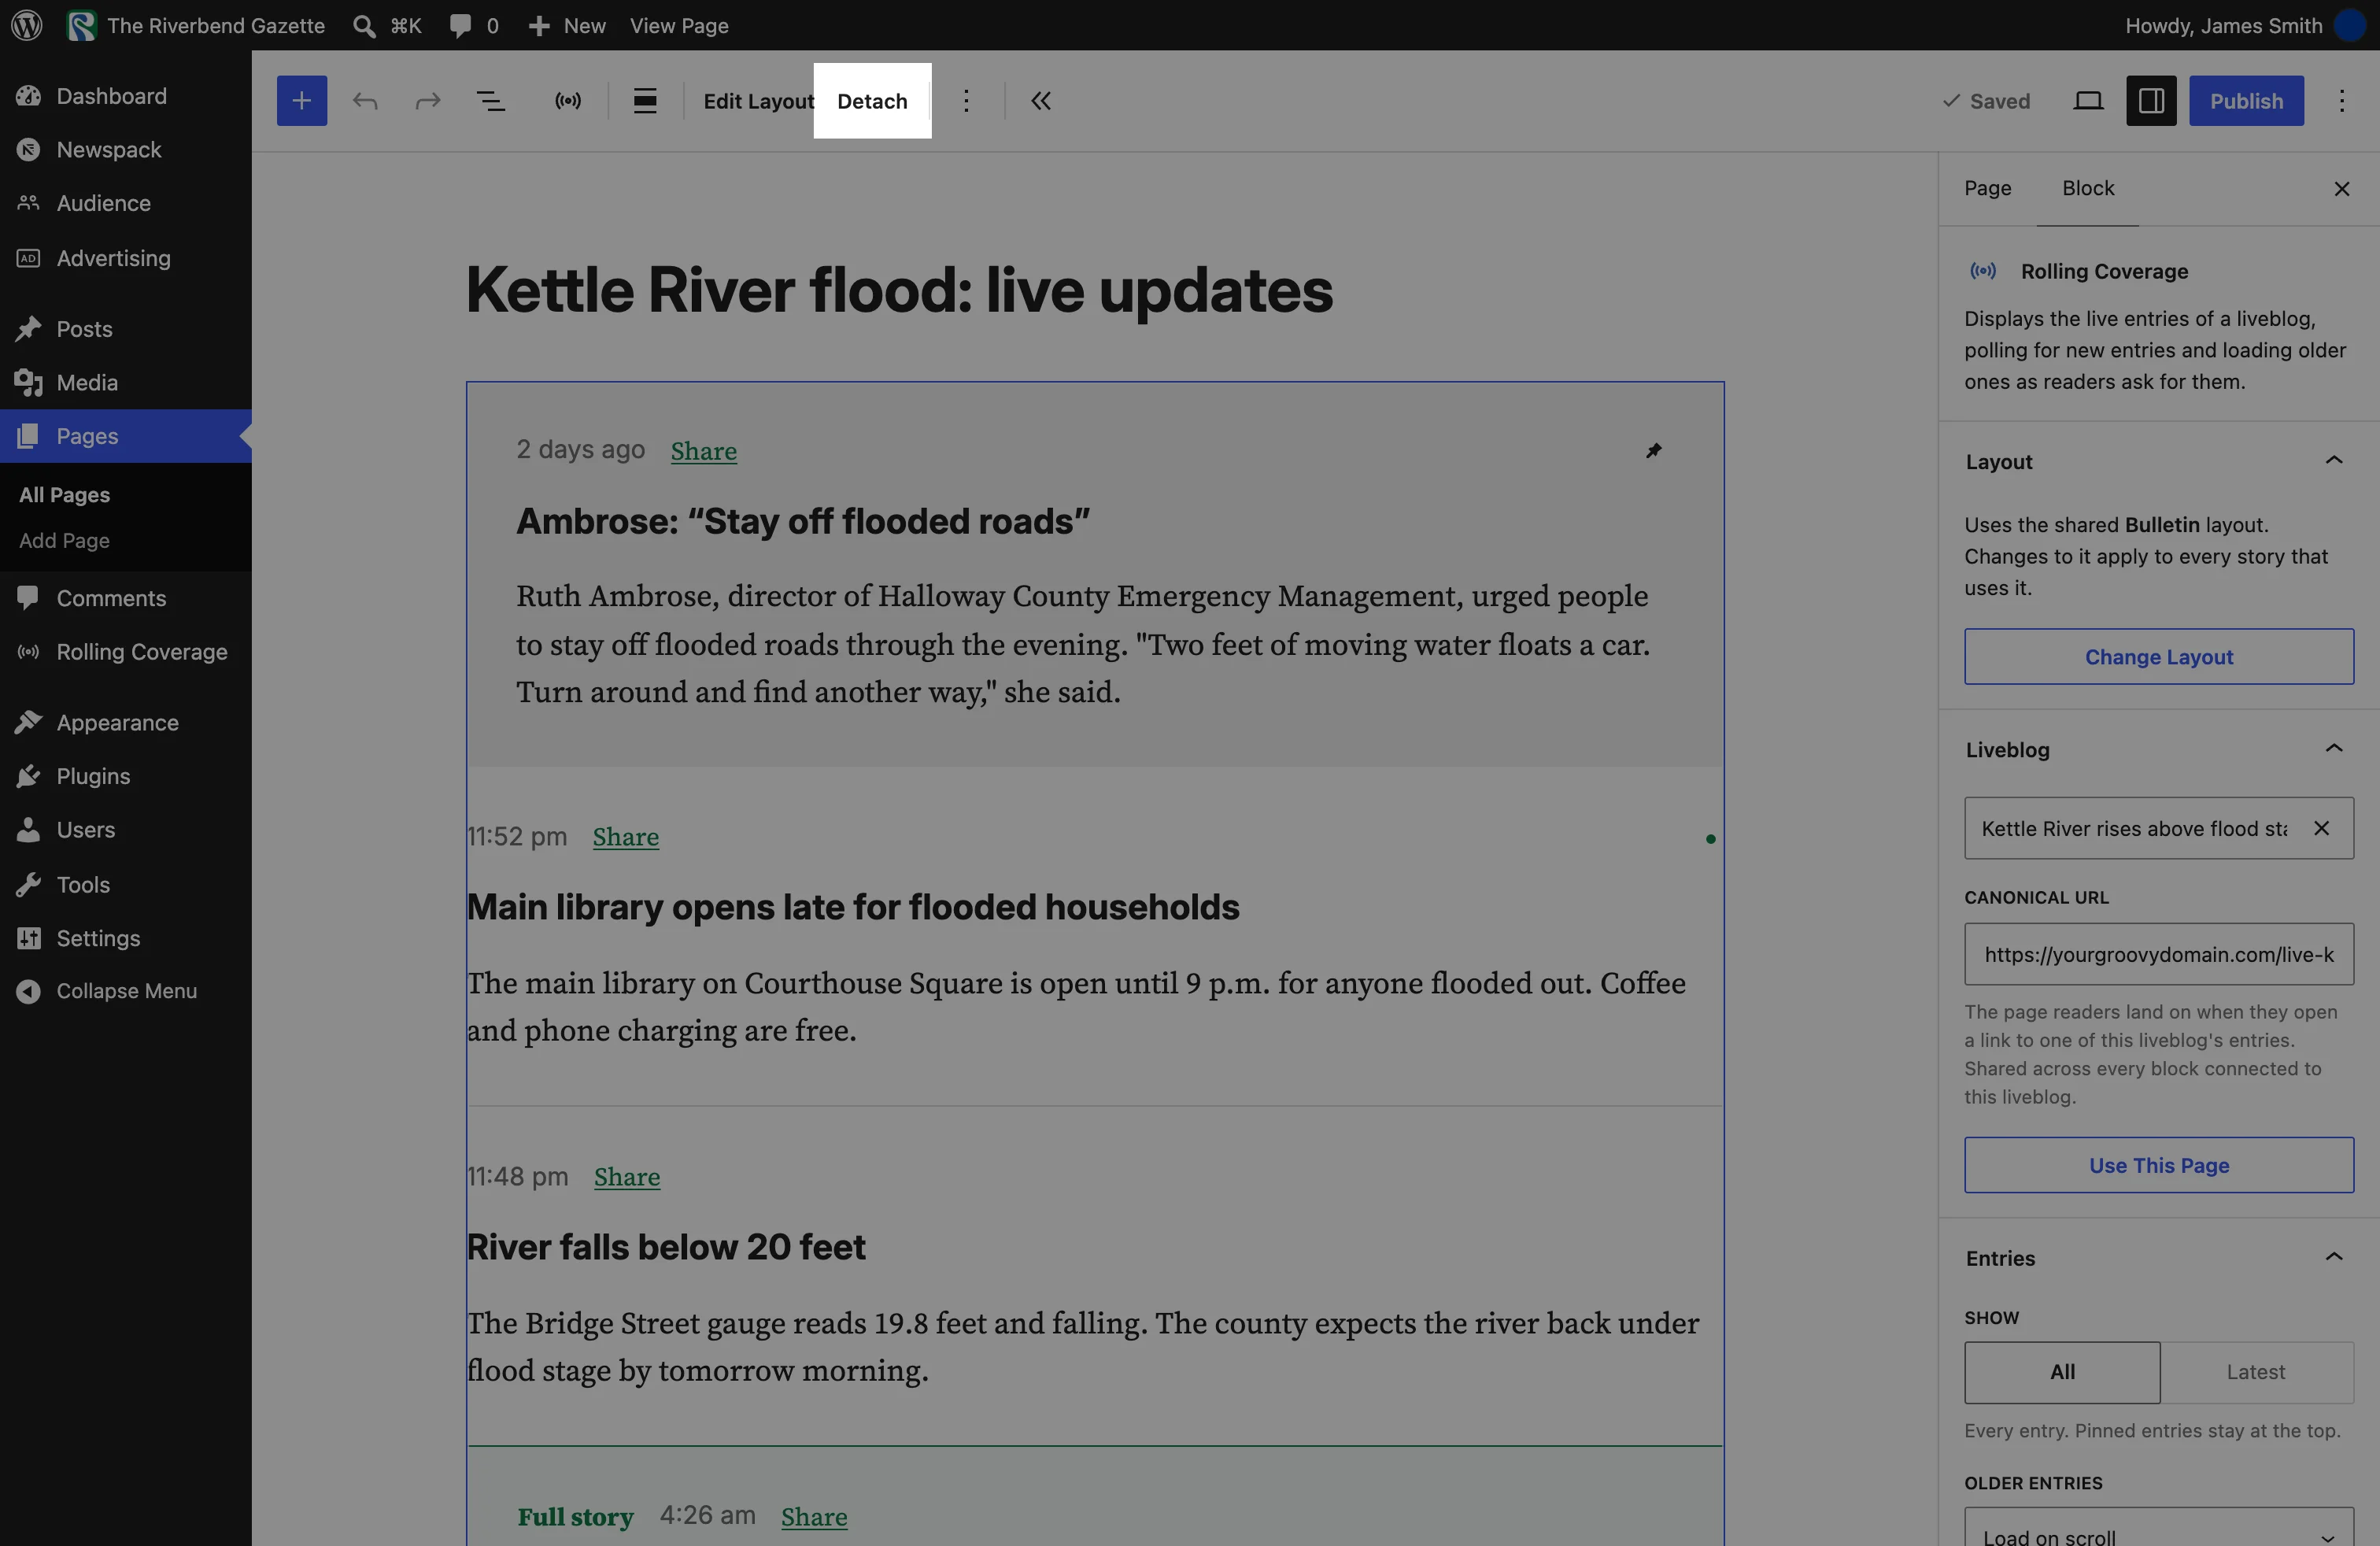 The Riverbend Gazette
⌘K
0
New
View Page
Howdy, James Smith
Dashboard
Newspack
Audience
AD
Advertising
Posts
Media
Pages
All Pages
Add Page
Comments
Rolling Coverage
Appearance
Plugins
Users
Tools
Settings
Collapse Menu
Edit Layout
Detach
Saved
Publish
Kettle River flood: live updates
2 days ago
Share
Ambrose: “Stay off flooded roads”
Ruth Ambrose, director of Halloway County Emergency Management, urged people
to stay off flooded roads through the evening. "Two feet of moving water floats a car.
Turn around and find another way," she said.
11:52 pm
Share
Main library opens late for flooded households
The main library on Courthouse Square is open until 9 p.m. for anyone flooded out. Coffee
and phone charging are free.
11:48 pm
Share
River falls below 20 feet
The Bridge Street gauge reads 19.8 feet and falling. The county expects the river back under
flood stage by tomorrow morning.
Full story
4:26 am
Share
Page
Block
Rolling Coverage
Displays the live entries of a liveblog,
polling for new entries and loading older
ones as readers ask for them.
Layout
Uses the shared Bulletin layout.
Changes to it apply to every story that
uses it.
Change Layout
Liveblog
Kettle River rises above flood sta
CANONICAL URL
https://yourgroovydomain.com/live-k
The page readers land on when they open
a link to one of this liveblog's entries.
Shared across every block connected to
this liveblog.
Use This Page
Entries
SHOW
All
Latest
Every entry. Pinned entries stay at the top.
OLDER ENTRIES
Load on scroll